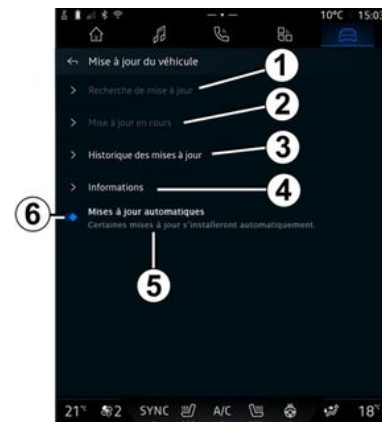 10°C 15:03
← Mise à jour du véhicule
> Recherche de mise à jour
1
> Mise à jour en cours
2
> Historique des mises à jour
3
> Informations
4
6
Mises à jour automatiques
Certaines mises à jour s'installeront automatiquement.
5
21°C 2 SYNC A/C 18°C